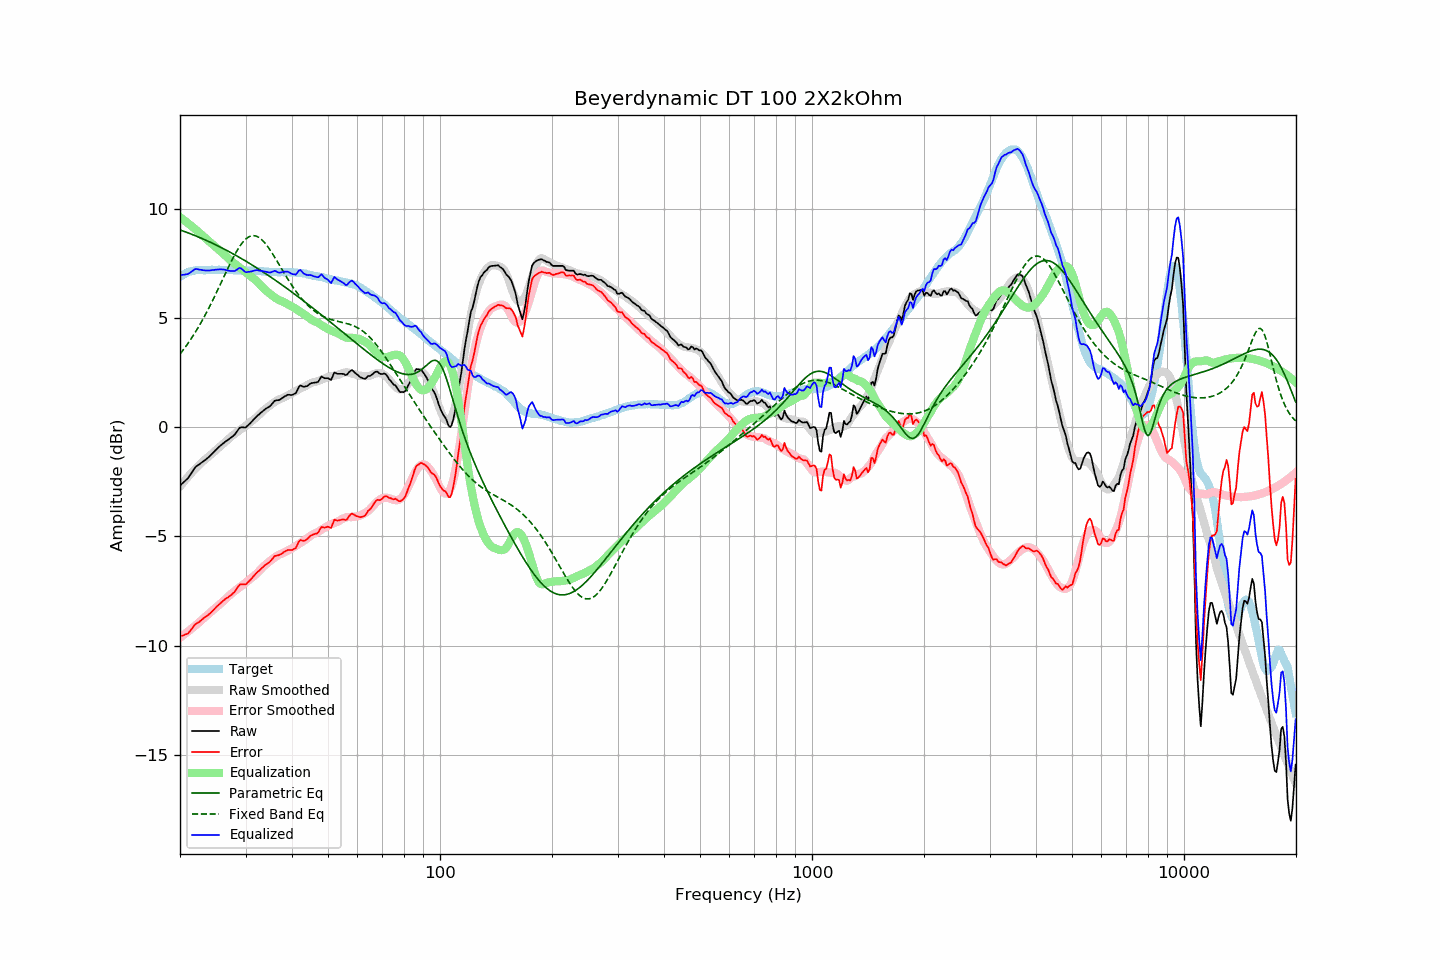 Beyerdynamic DT 100 2X2kOhm
Amplitude (dBr)
10
5
0
−5
−10
−15
Target
Raw Smoothed
Error Smoothed
Raw
Error
Equalization
Parametric Eq
Fixed Band Eq
Equalized
100
1000
10000
Frequency (Hz)